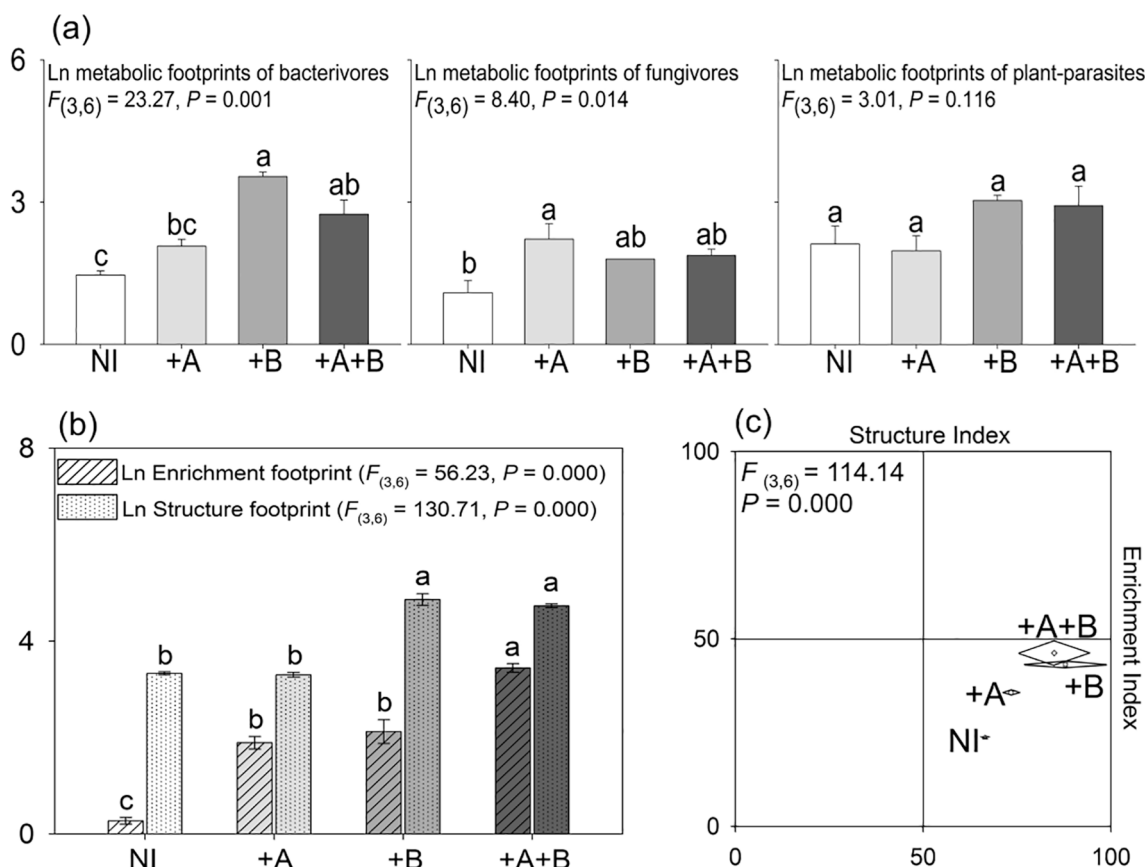 (a)
6
3
0
Ln metabolic footprints of bacterivores
F(3,6) = 23.27, P = 0.001
c
bc
a
ab
NI
+A
+B
+A+B
Ln metabolic footprints of fungivores
F(3,6) = 8.40, P = 0.014
b
a
ab
ab
NI
+A
+B
+A+B
Ln metabolic footprints of plant-parasites
F(3,6) = 3.01, P = 0.116
a
a
a
a
NI
+A
+B
+A+B
(b)
8
4
0
Ln Enrichment footprint (F(3,6) = 56.23, P = 0.000)
Ln Structure footprint (F(3,6) = 130.71, P = 0.000)
c
b
b
b
b
a
a
a
NI
+A
+B
+A+B
(c)
Structure Index
100
50
0
F (3,6) = 114.14
P = 0.000
+A+B
+B
+A
NI
Enrichment Index
0
50
100